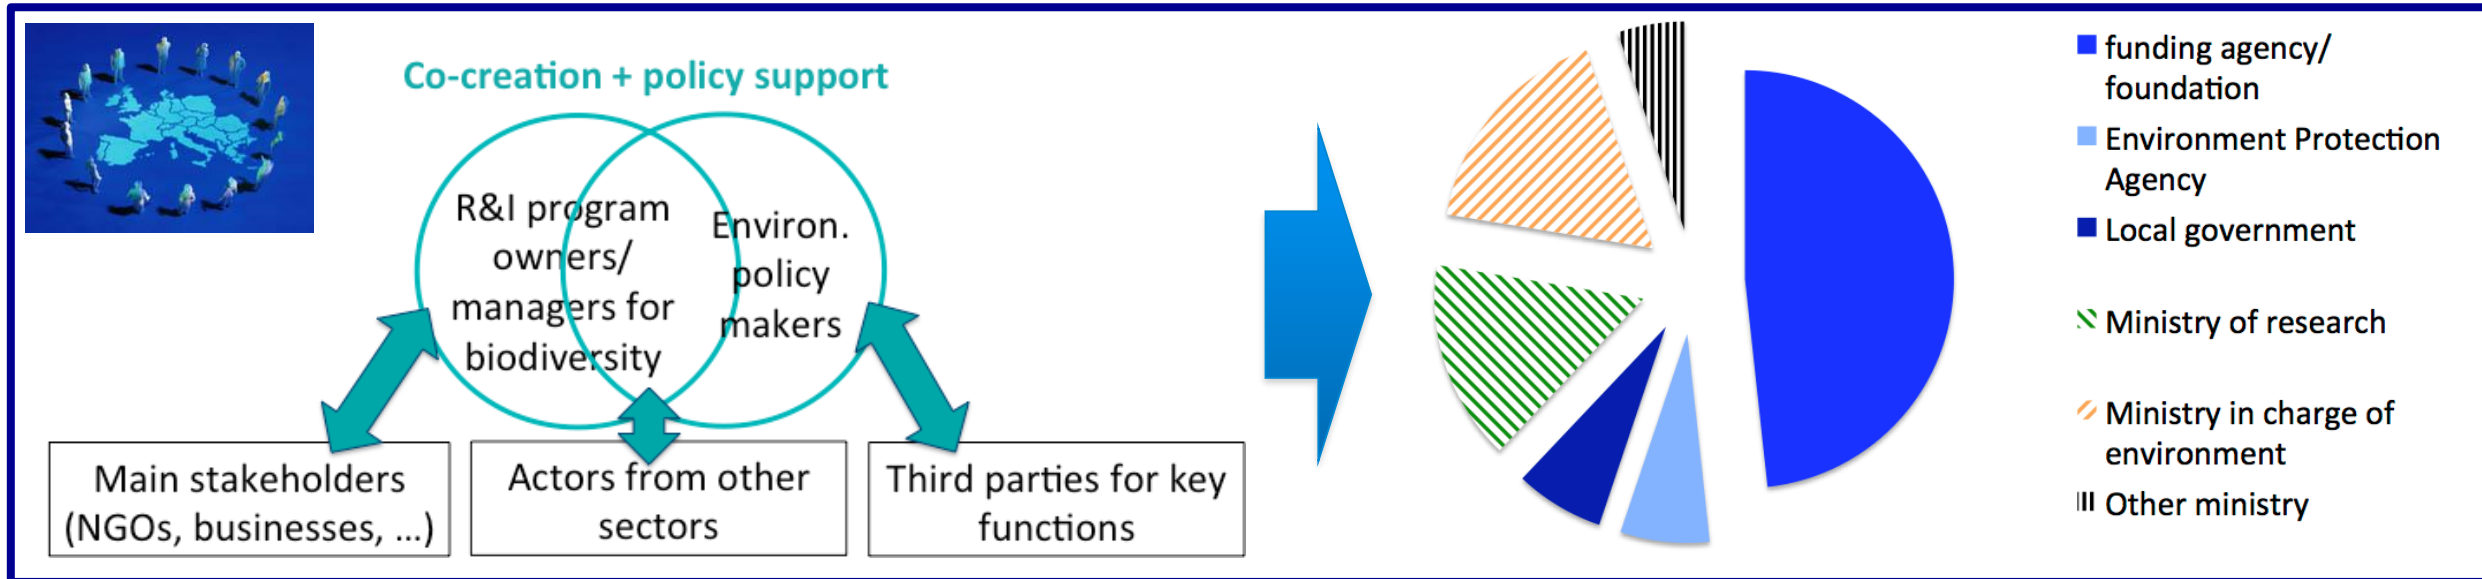 Co-creation + policy support
R&I program
owners/
managers for
biodiversity
Environ.
policy
makers
Main stakeholders
(NGOs, businesses, ...)
Actors from other
sectors
Third parties for key
functions
funding agency/
foundation
Environment Protection
Agency
Local government
Ministry of research
Ministry in charge of
environment
Other ministry